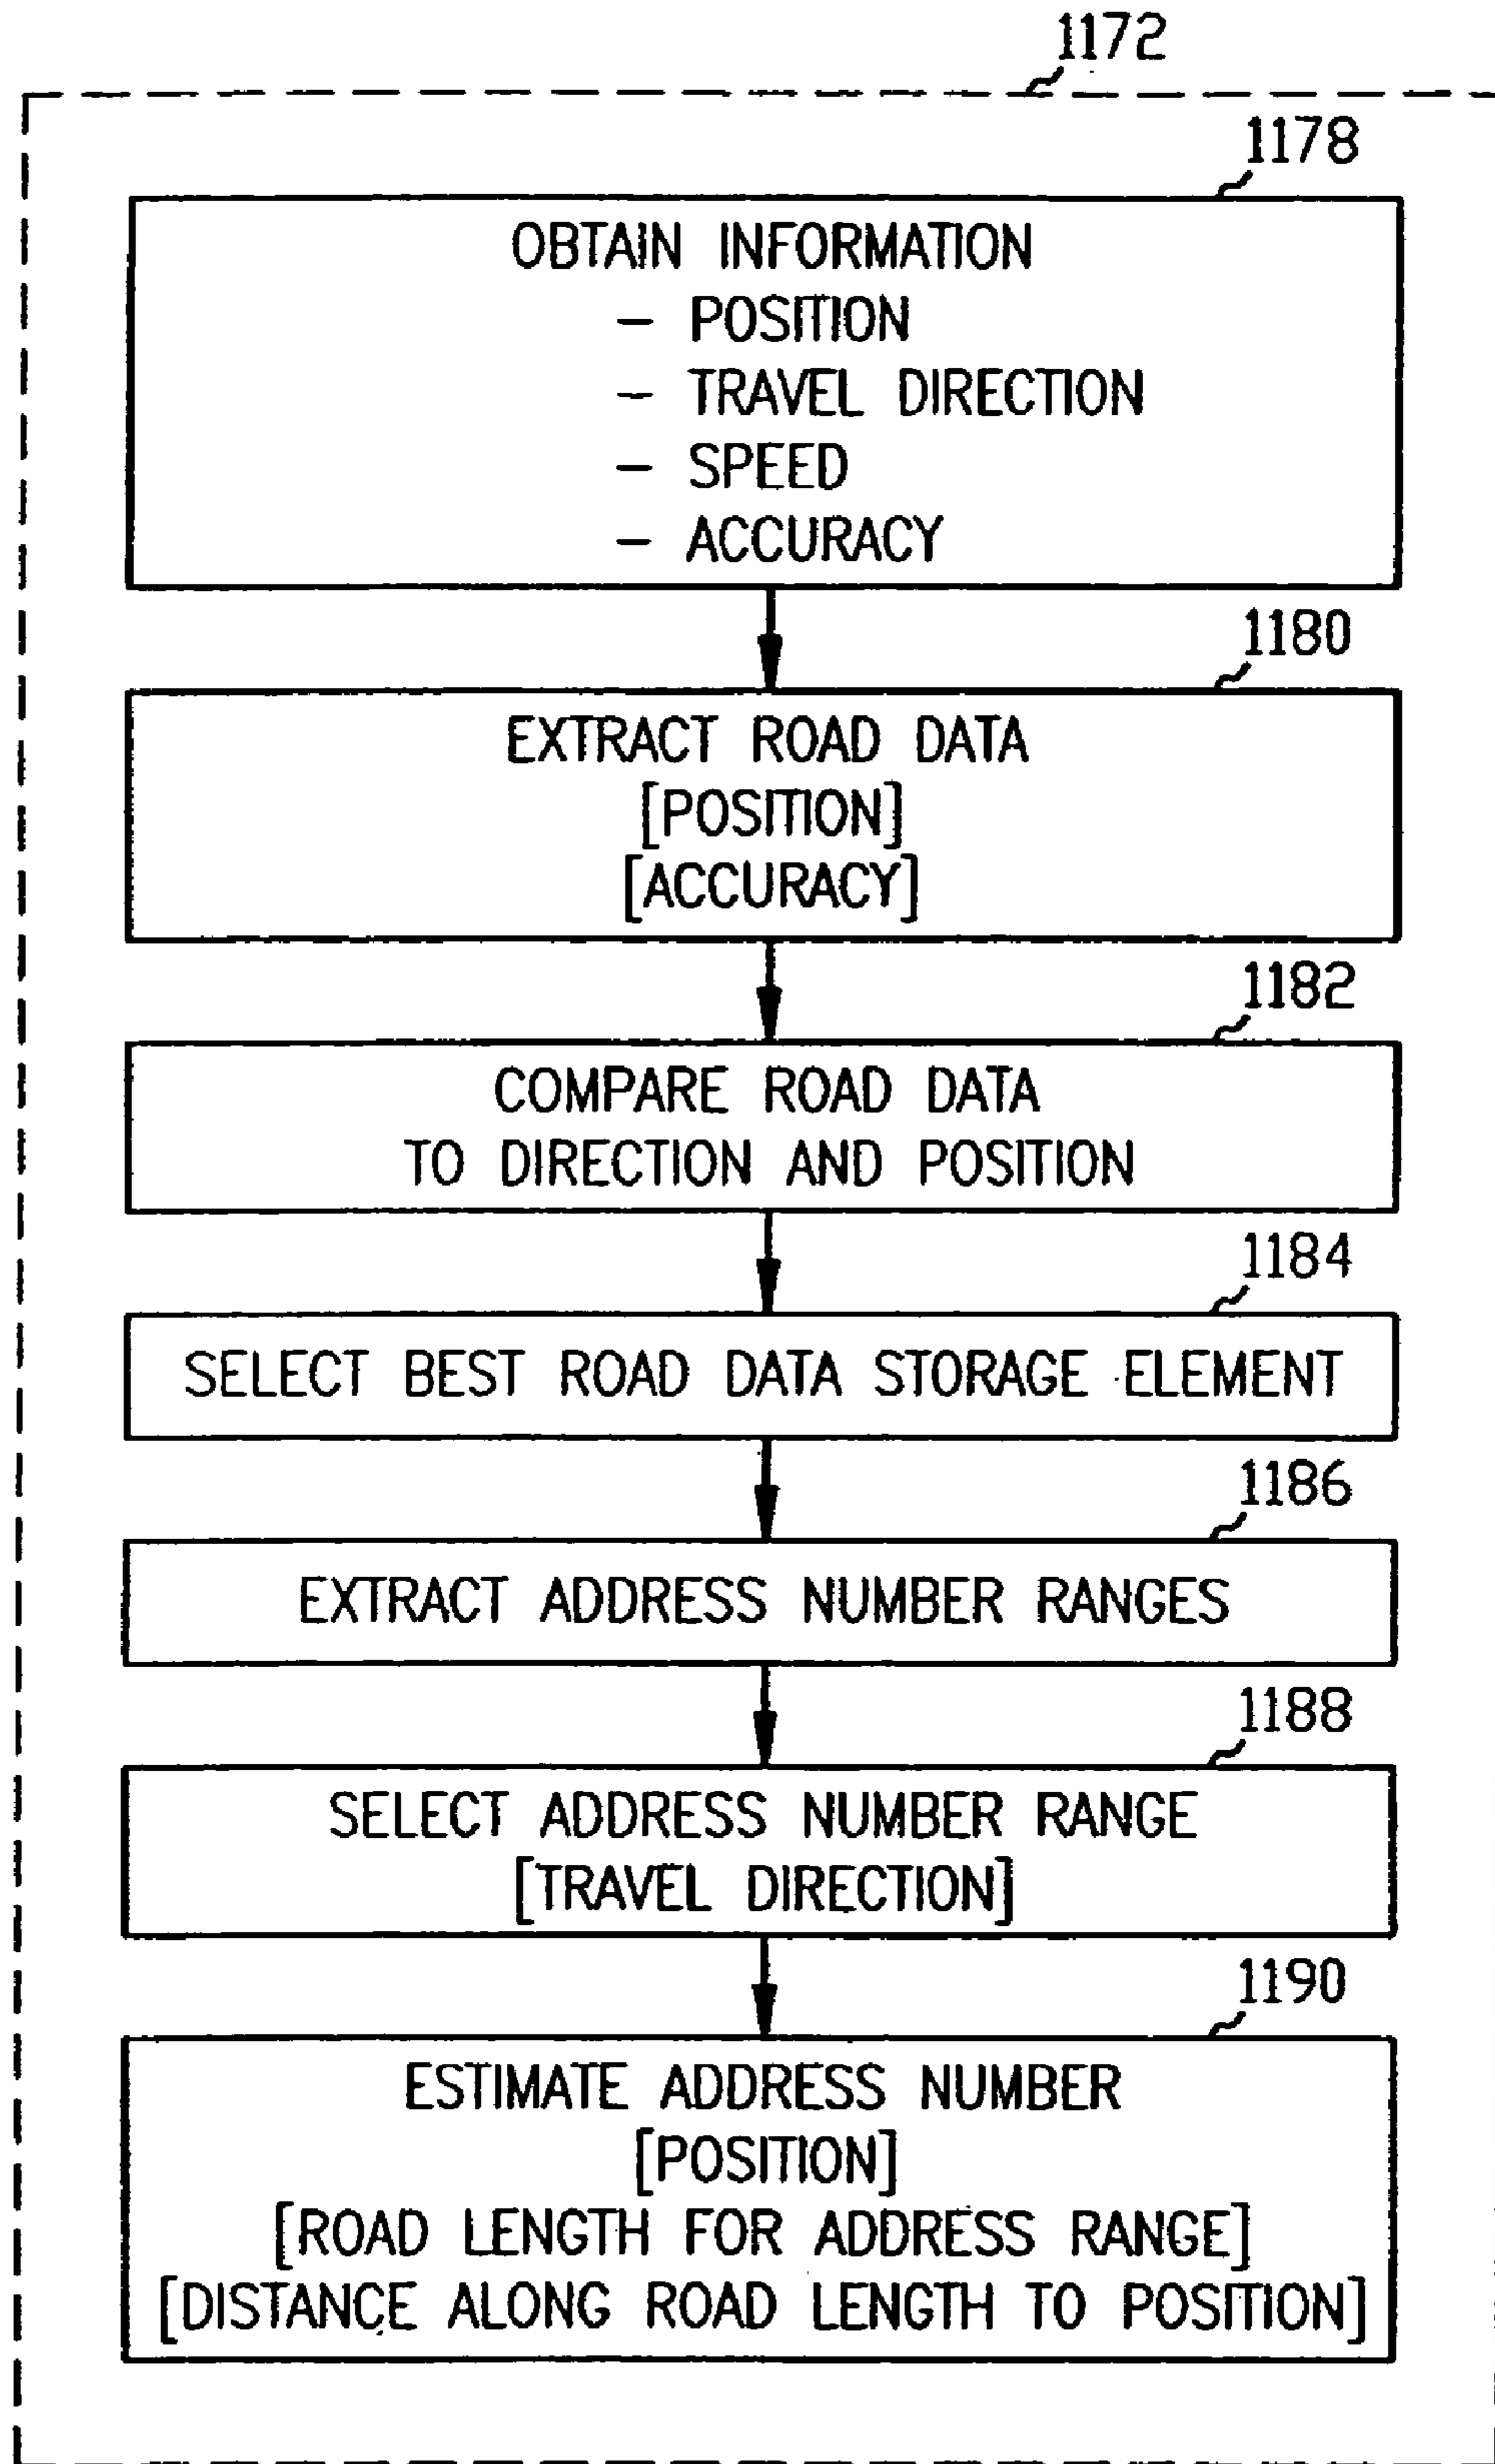 1172
1178
OBTAIN INFORMATION
- POSITION
- TRAVEL DIRECTION
- SPEED
- ACCURACY
1180
EXTRACT ROAD DATA
[POSITION]
[ACCURACY]
1182
COMPARE ROAD DATA
TO DIRECTION AND POSITION
1184
SELECT BEST ROAD DATA STORAGE ELEMENT
1186
EXTRACT ADDRESS NUMBER RANGES
1188
SELECT ADDRESS NUMBER RANGE
[TRAVEL DIRECTION]
1190
ESTIMATE ADDRESS NUMBER
[POSITION]
[ROAD LENGTH FOR ADDRESS RANGE]
[DISTANCE ALONG ROAD LENGTH TO POSITION]